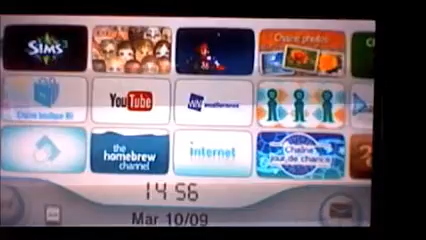 SIMS 3
Chaîne photos
Chaîne boutique Wii
YouTube
the
homebrew
channel
internet
Chaîne
jour de chance
14 56
Mar 10/09